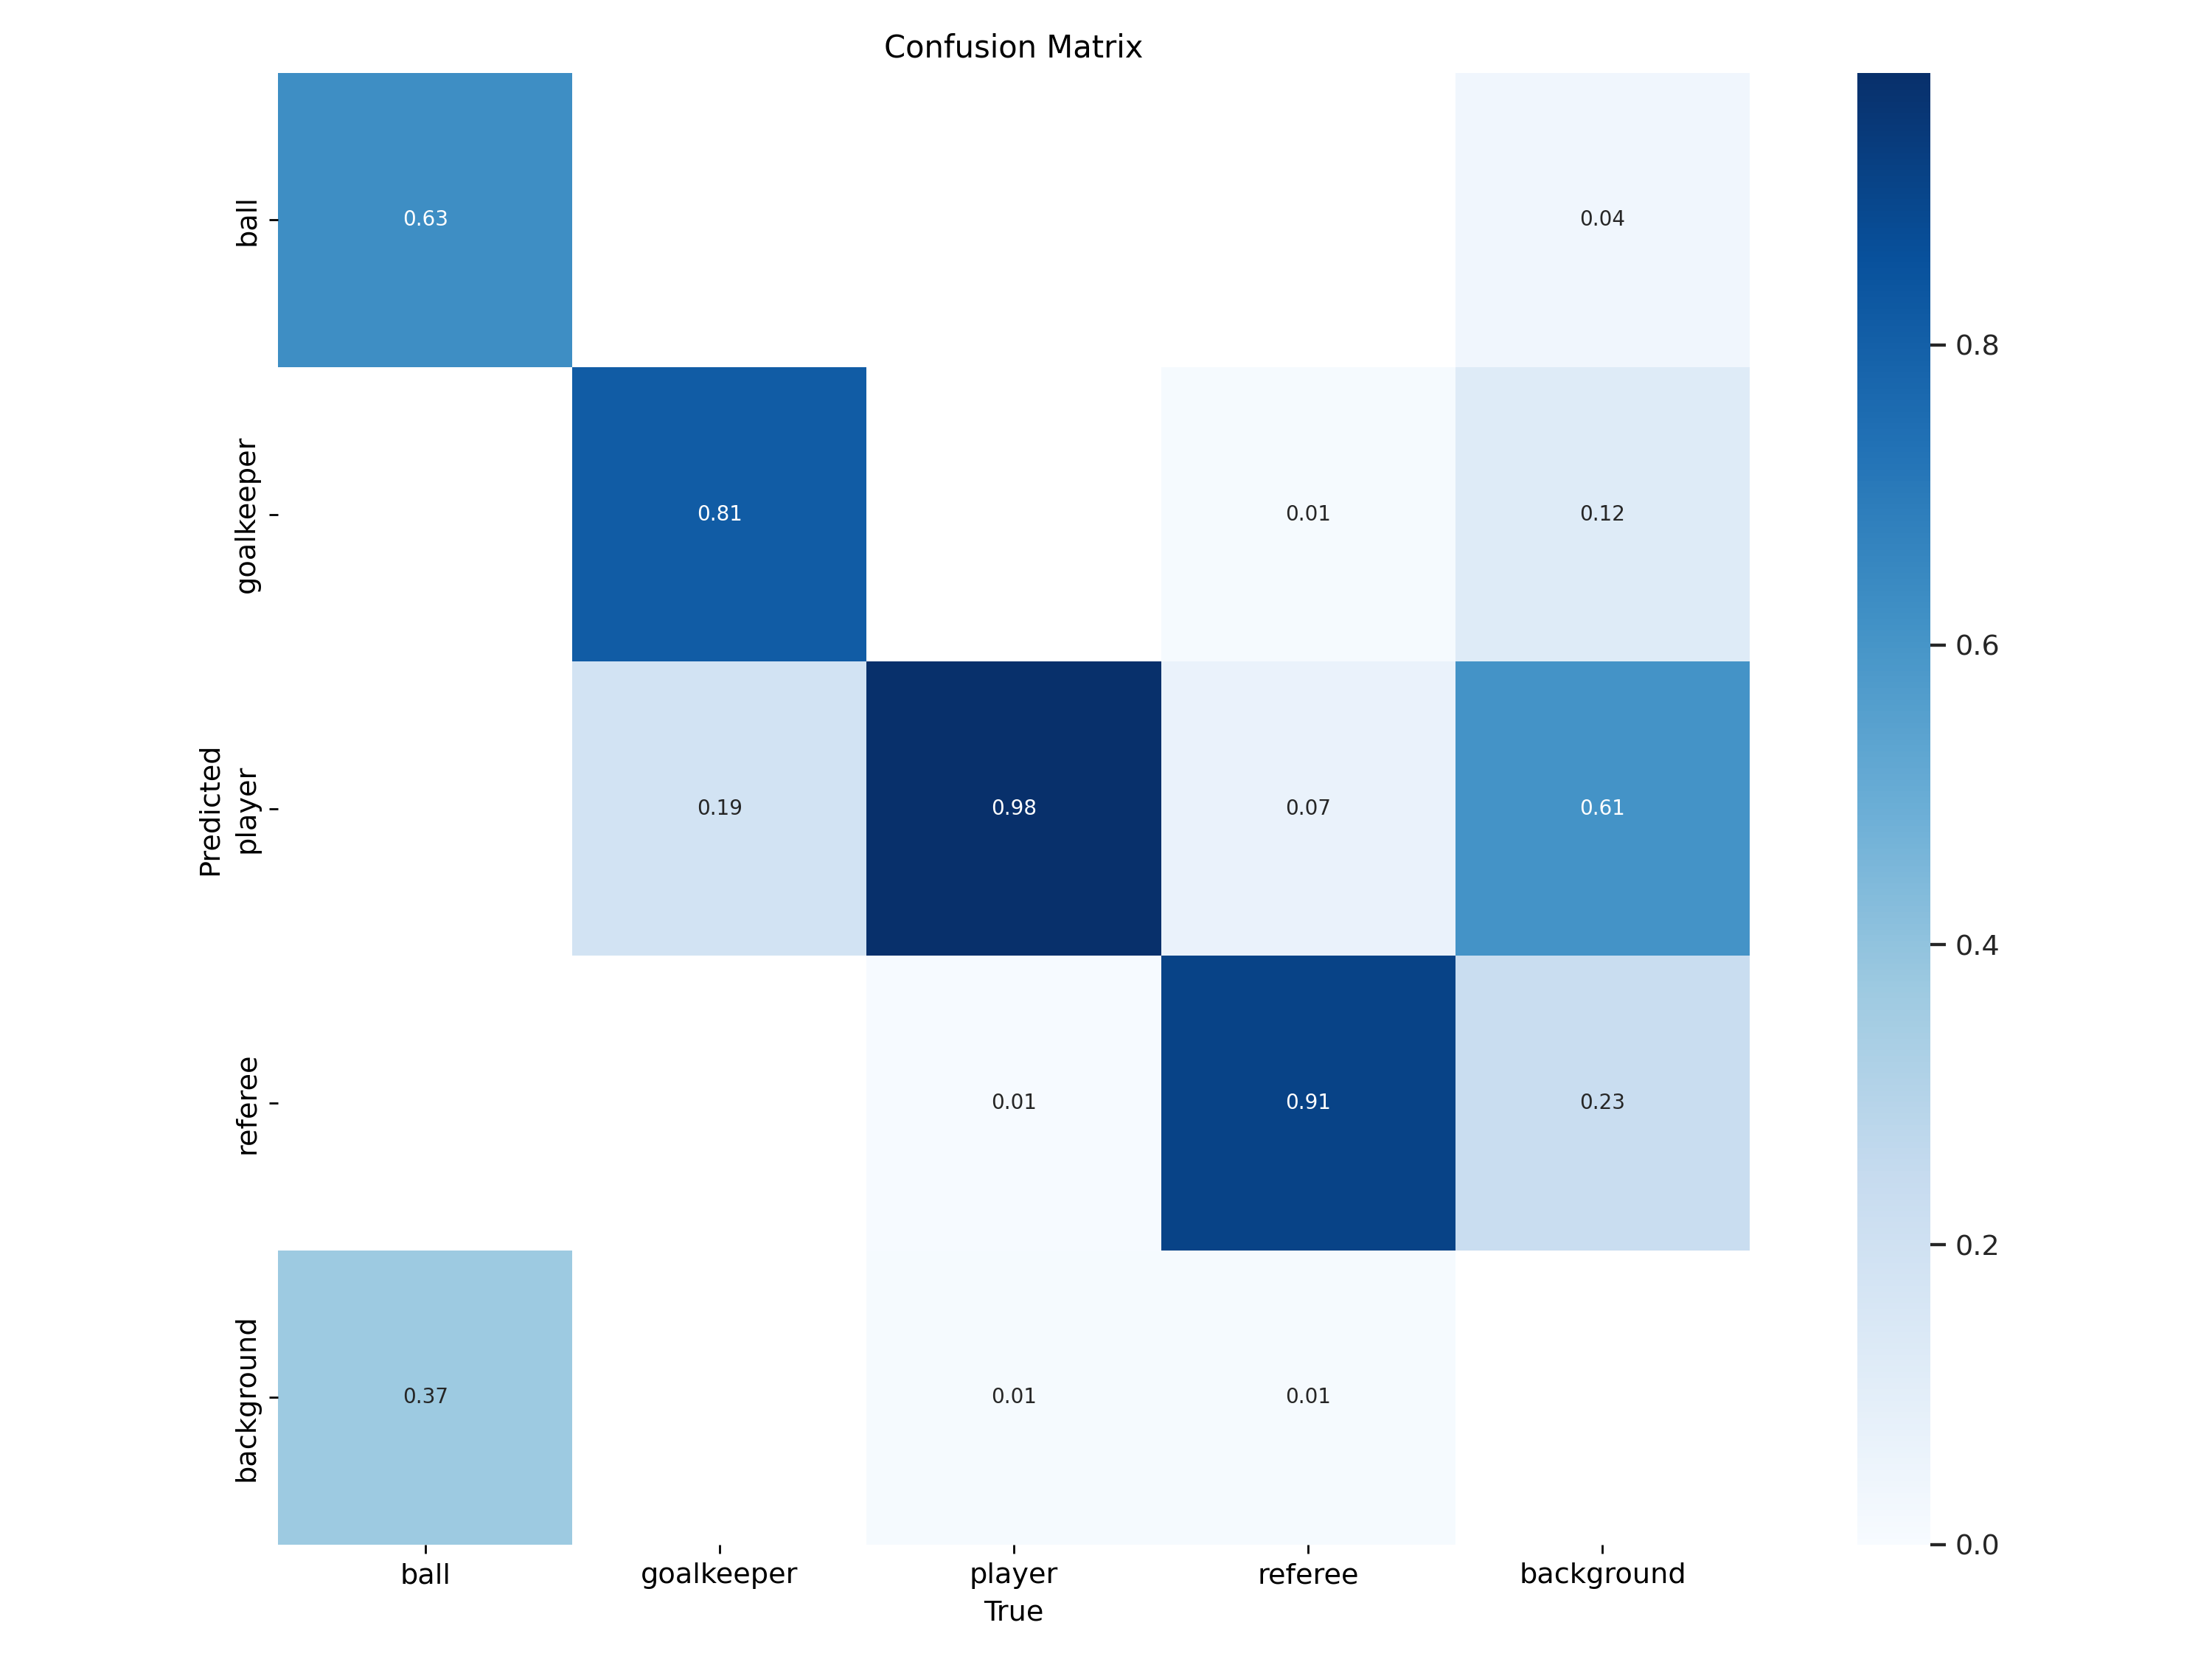 Confusion Matrix
ball
0.63
0.04
goalkeeper
0.81
0.01
0.12
Predicted
player
0.19
0.98
0.07
0.61
referee
0.01
0.91
0.23
background
0.37
0.01
0.01
ball
goalkeeper
player
referee
background
True
0.8
0.6
0.4
0.2
0.0